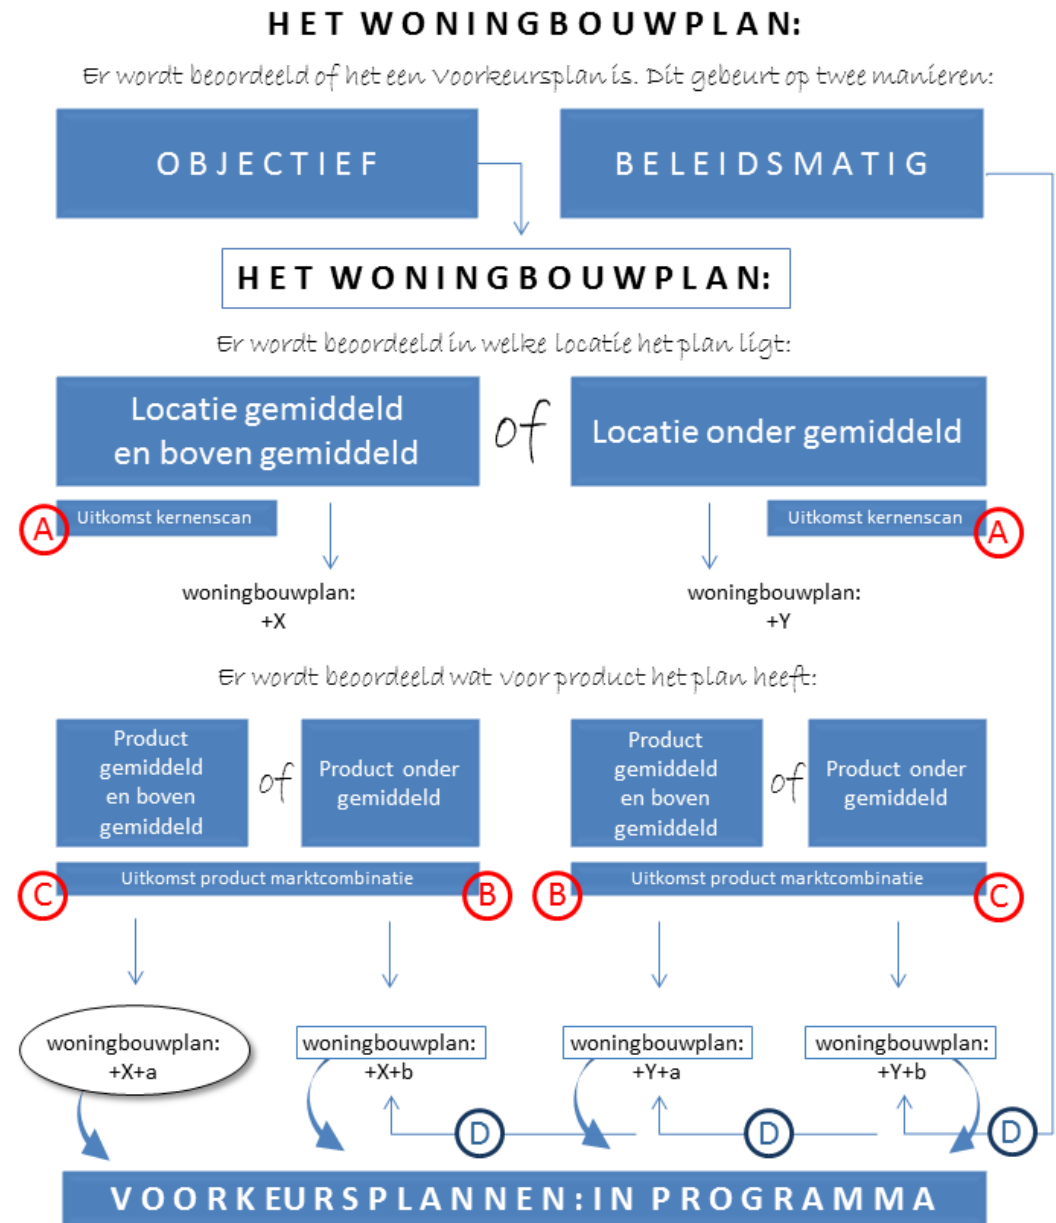 HET WONINGBOUWPLAN:
Er wordt beoordeeld of het een Voorkeursplan is. Dit gebeurt op twee manieren:
OBJECTIEF
BELEIDSMATIG
HET WONINGBOUWPLAN:
Er wordt beoordeeld in welke locatie het plan ligt:
Locatie gemiddeld
en boven gemiddeld
of
Locatie onder gemiddeld
A
Uitkomst kernenscan
Uitkomst kernenscan
A
woningbouwplan:
+X
woningbouwplan:
+Y
Er wordt beoordeeld wat voor product het plan heeft:
Product
gemiddeld
en boven
gemiddeld
of
Product onder
gemiddeld
Product
gemiddeld
en boven
gemiddeld
of
Product onder
gemiddeld
C
Uitkomst product marktcombinatie
B
B
Uitkomst product marktcombinatie
C
woningbouwplan:
+X+a
woningbouwplan:
+X+b
woningbouwplan:
+Y+a
woningbouwplan:
+Y+b
D
D
D
VOORKEURSPLANNEN: IN PROGRAMMA